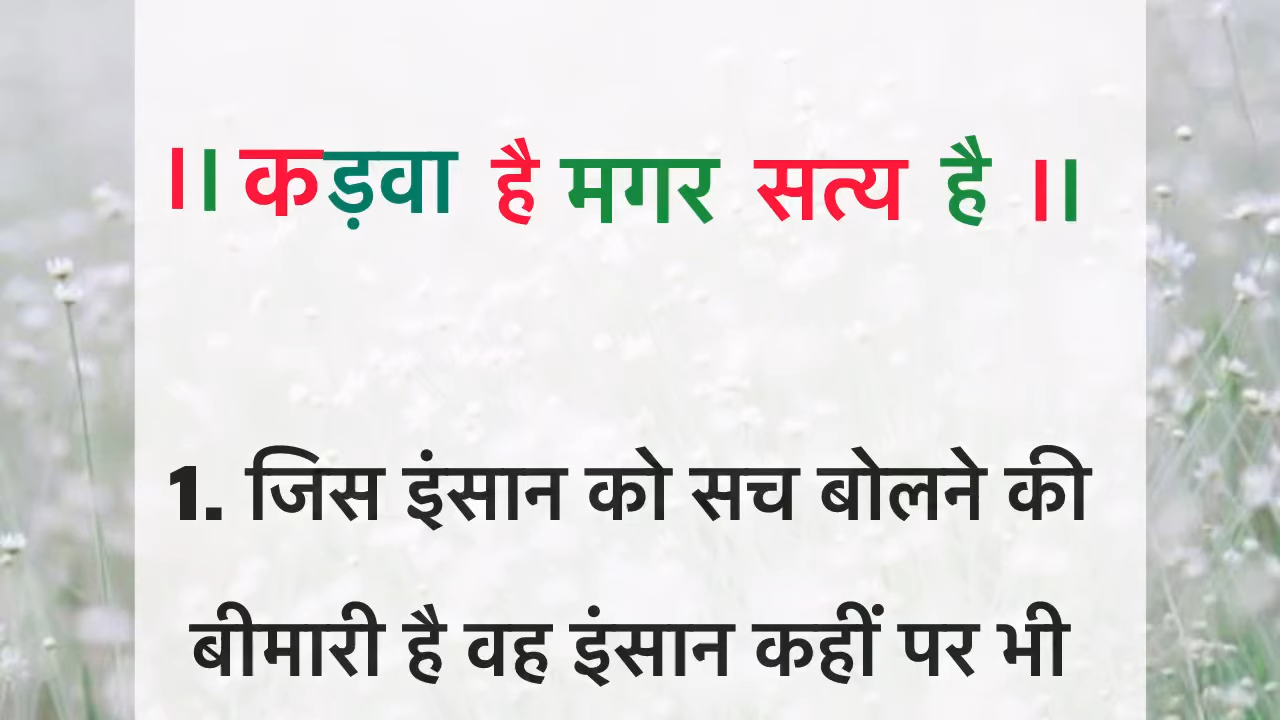 ।। कड़वा है मगर सत्य है ।।
1. जिस इंसान को सच बोलने की
बीमारी है वह इंसान कहीं पर भी